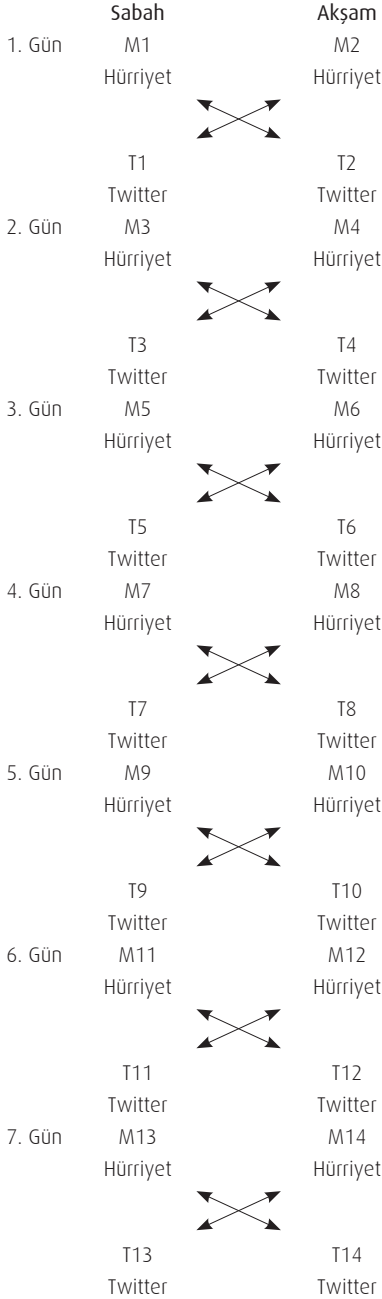 Sabah Akşam
1. Gün M1 M2
Hürriyet Hürriyet
T1 T2
Twitter Twitter
2. Gün M3 M4
Hürriyet Hürriyet
T3 T4
Twitter Twitter
3. Gün M5 M6
Hürriyet Hürriyet
T5 T6
Twitter Twitter
4. Gün M7 M8
Hürriyet Hürriyet
T7 T8
Twitter Twitter
5. Gün M9 M10
Hürriyet Hürriyet
T9 T10
Twitter Twitter
6. Gün M11 M12
Hürriyet Hürriyet
T11 T12
Twitter Twitter
7. Gün M13 M14
Hürriyet Hürriyet
T13 T14
Twitter Twitter